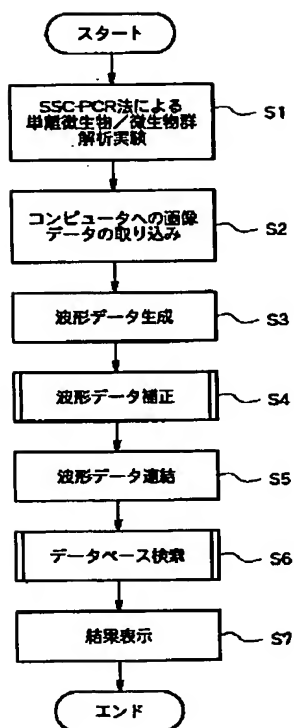 スタート
SSC-PCR法による
単離微生物/微生物群
解析実験
S1
コンピュータへの画像
データの取り込み
S2
波形データ生成
S3
波形データ補正
S4
波形データ連結
S5
データベース検索
S6
結果表示
S7
エンド